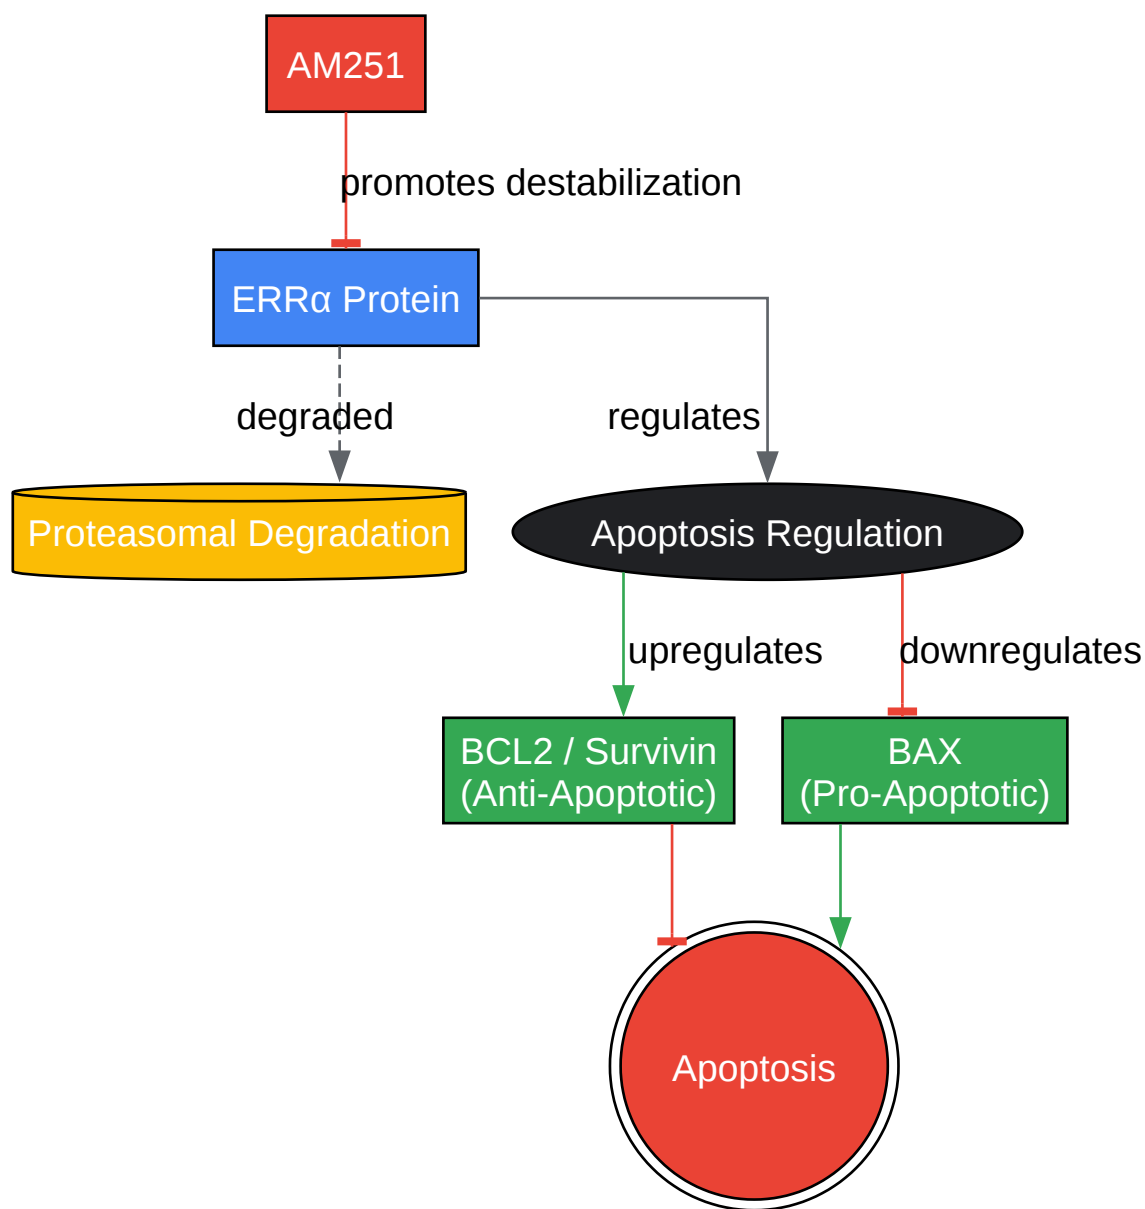 AM251
promotes destabilization
ERRα Protein
degraded
regulates
Proteasomal Degradation
Apoptosis Regulation
upregulates
downregulates
BCL2 / Survivin
(Anti-Apoptotic)
BAX
(Pro-Apoptotic)
Apoptosis